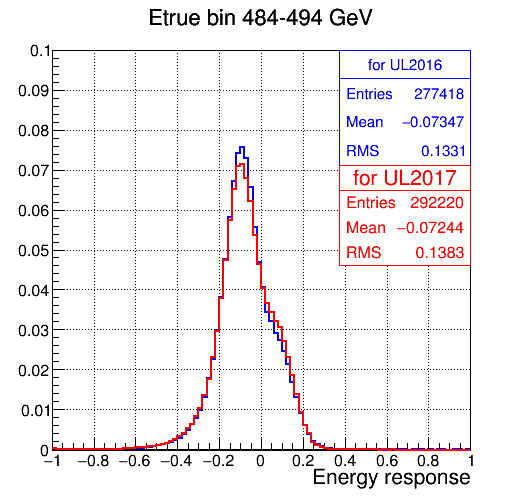 Etrue bin 484-494 GeV
for UL2016
Entries 277418
Mean −0.07347
RMS 0.1331
for UL2017
Entries 292220
Mean −0.07244
RMS 0.1383
0.1
0.09
0.08
0.07
0.06
0.05
0.04
0.03
0.02
0.01
0
−1 −0.8 −0.6 −0.4 −0.2 0 0.2 0.4 0.6 0.8 1
Energy response